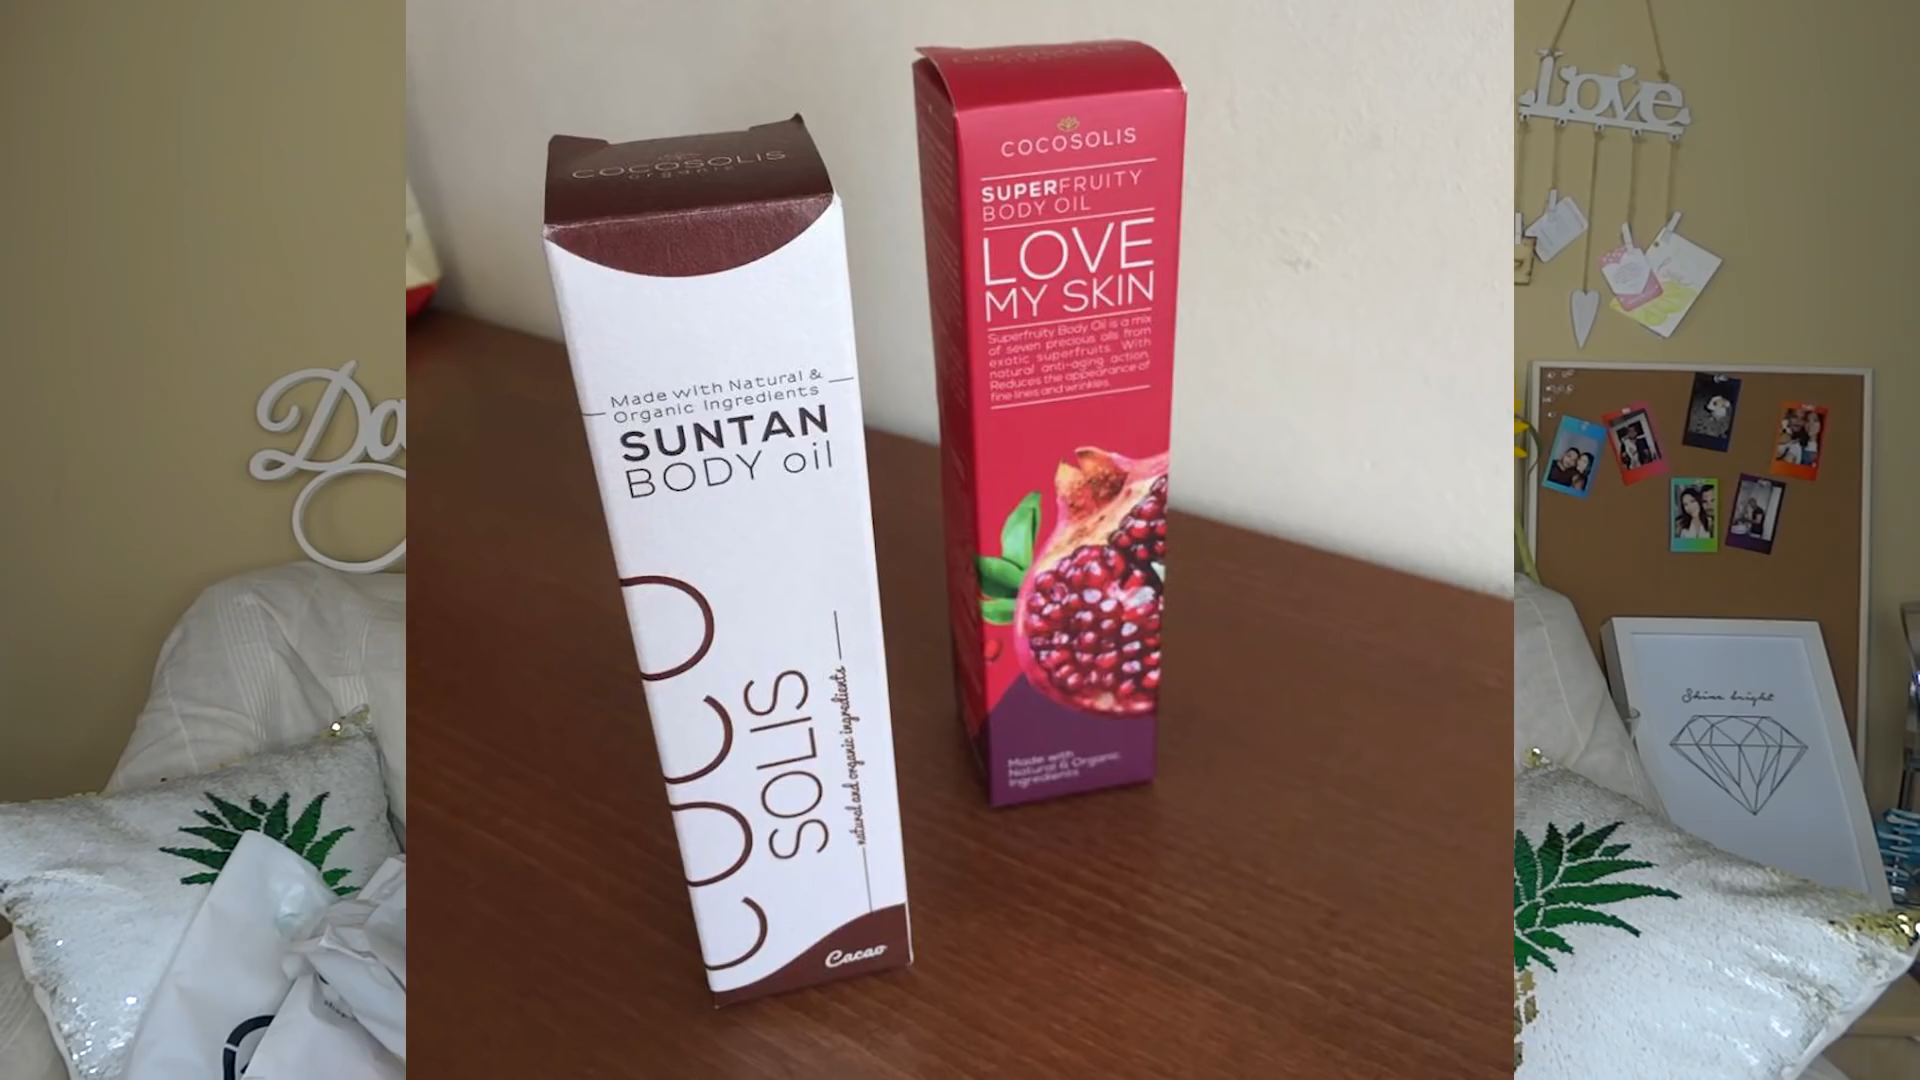 Love
COCOSOLIS
organic
Made with Natural &
Organic Ingredients
SUNTAN
BODY oil
COCO
SOLIS
natural and organic ingredients
Cacao
COCOSOLIS
COCOSOLIS
SUPERFRUITY
BODY OIL
LOVE
MY SKIN
Superfruity Body Oil is a mix
of seven precious oils from
exotic superfruits. With
natural anti-aging action.
Reduces the appearance of
fine lines and wrinkles.
Made with
Natural & Organic
Ingredients
Shine bright